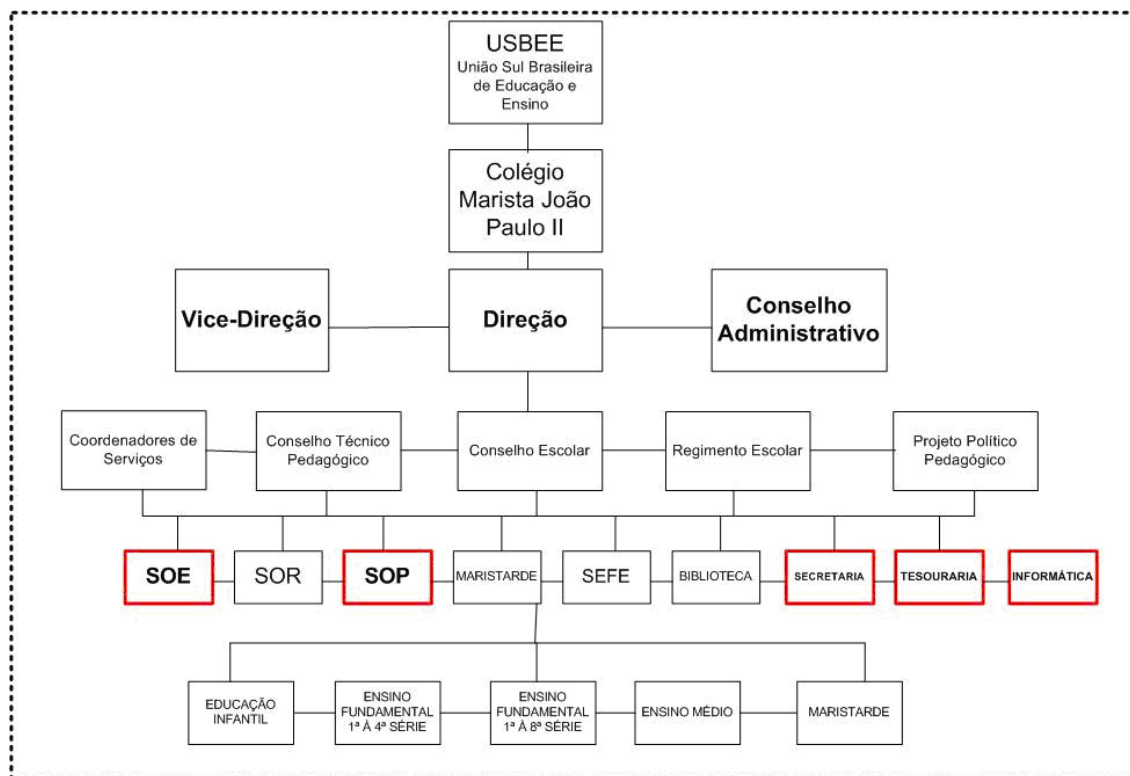 USBEE
União Sul Brasileira
de Educação e
Ensino
Colégio
Marista João
Paulo II
Vice-Direção
Direção
Conselho
Administrativo
Coordenadores de
Serviços
Conselho Técnico
Pedagógico
Conselho Escolar
Regimento Escolar
Projeto Político
Pedagógico
SOE
SOR
SOP
MARISTARDE
SEFE
BIBLIOTECA
SECRETARIA
TESOURARIA
INFORMÁTICA
EDUCAÇÃO
INFANTIL
ENSINO
FUNDAMENTAL
1ª À 4ª SÉRIE
ENSINO
FUNDAMENTAL
1ª À 8ª SÉRIE
ENSINO MÉDIO
MARISTARDE